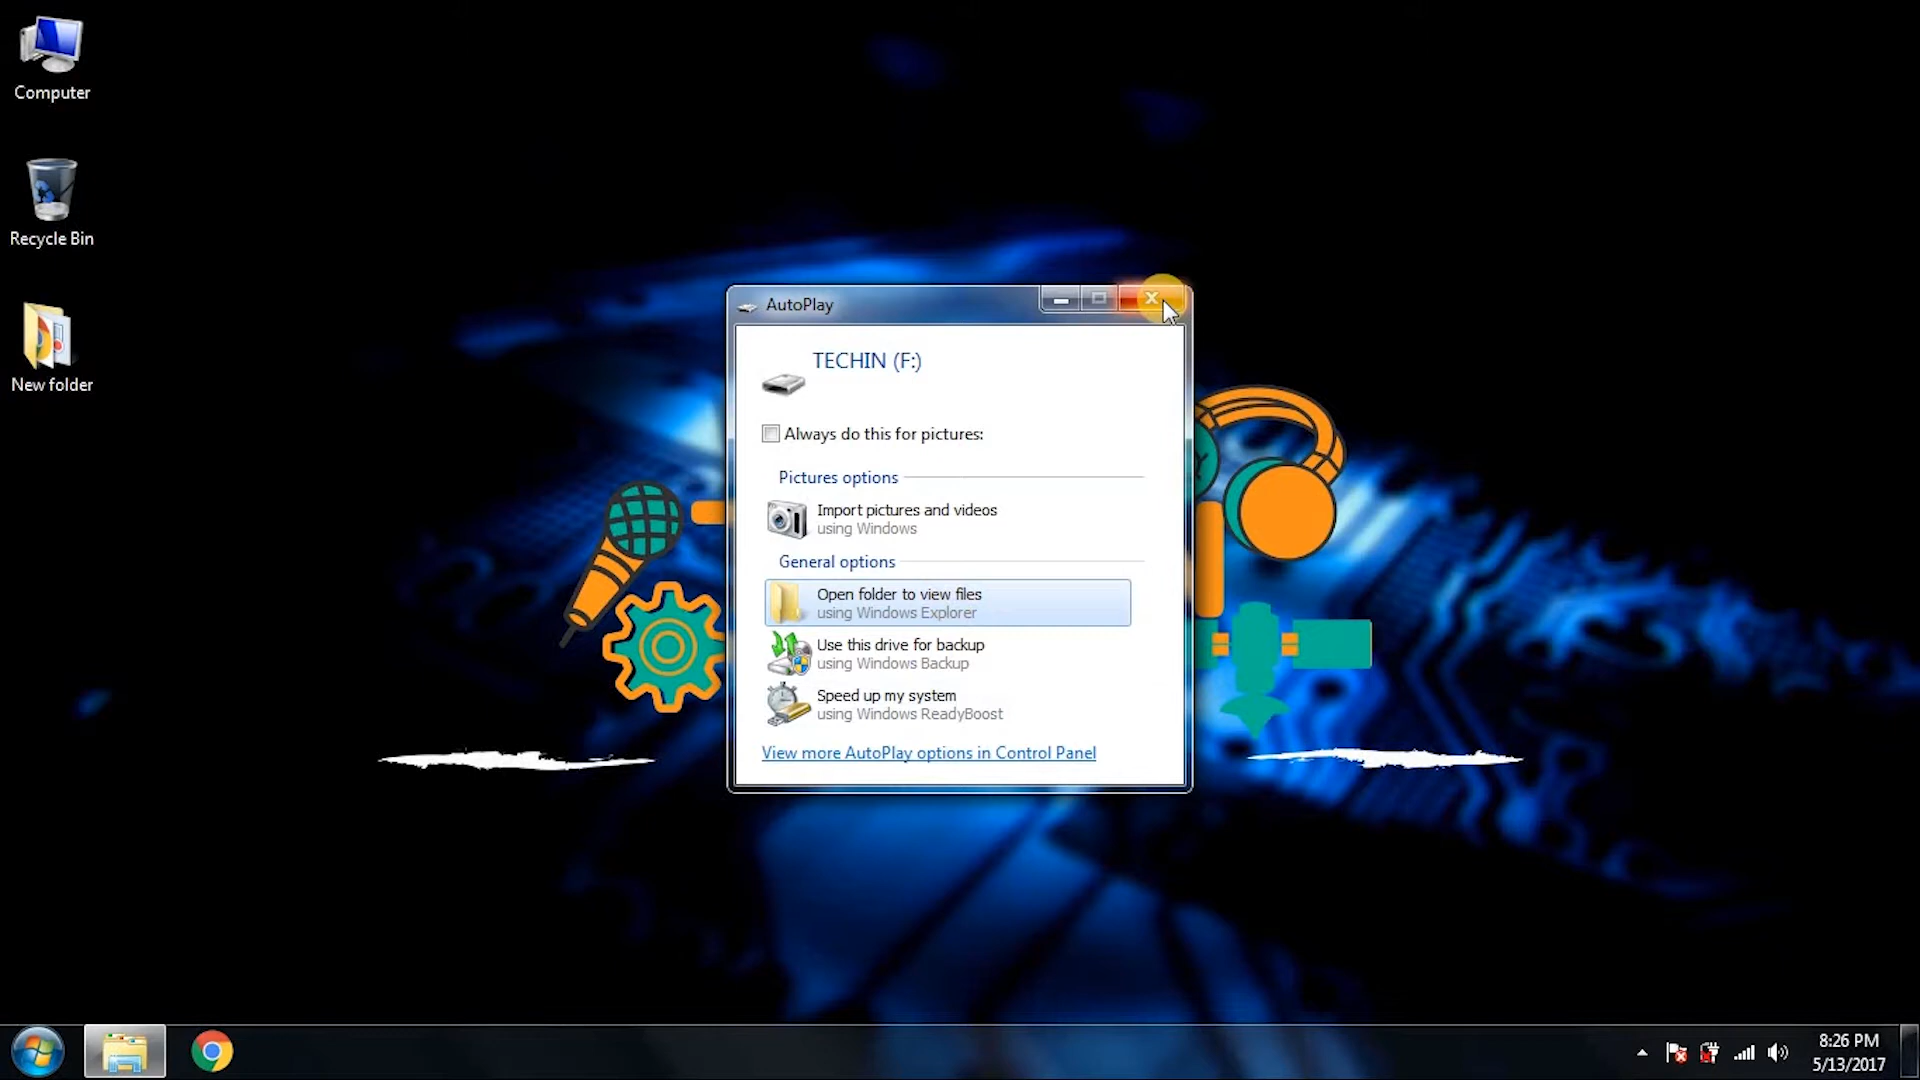 Computer
Recycle Bin
New folder
AutoPlay
TECHIN (F:)
Always do this for pictures:
Pictures options
Import pictures and videos
using Windows
General options
Open folder to view files
using Windows Explorer
Use this drive for backup
using Windows Backup
Speed up my system
using Windows ReadyBoost
View more AutoPlay options in Control Panel
8:26 PM
5/13/2017